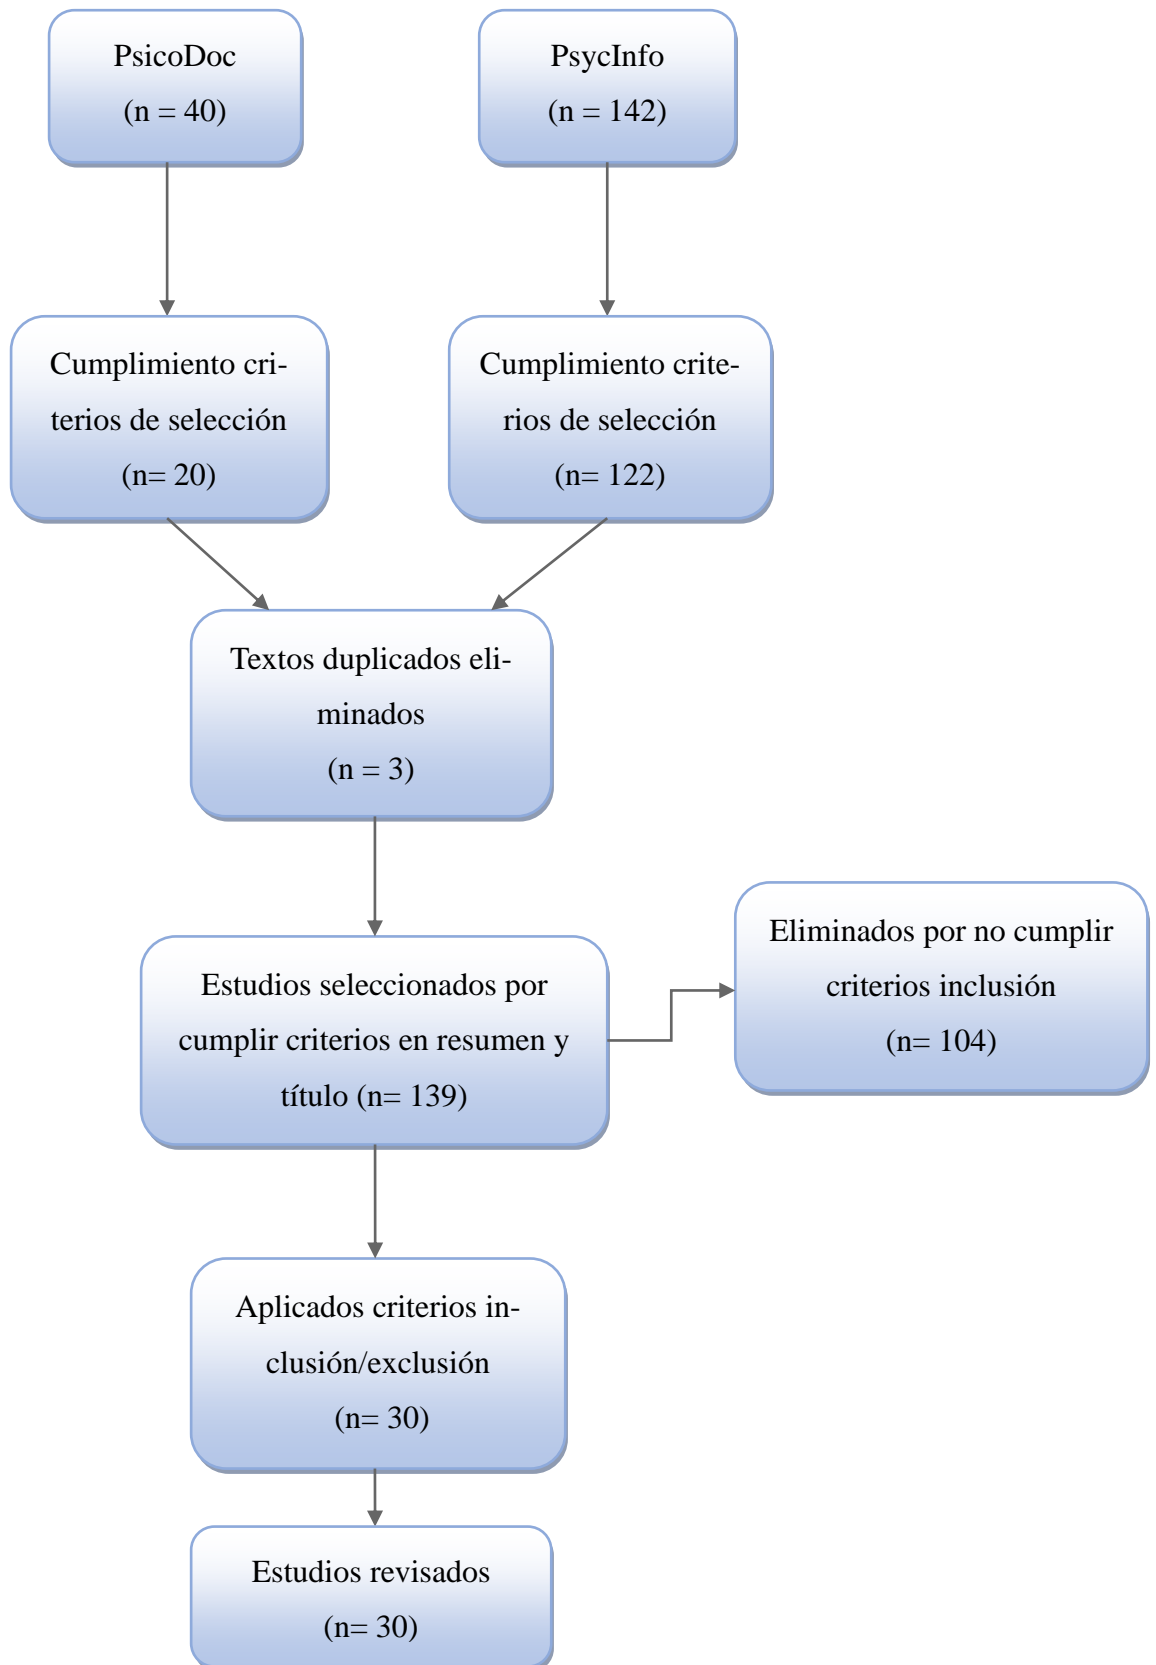 PsicoDoc
(n = 40)
PsycInfo
(n = 142)
Cumplimiento cri-
terios de selección
(n= 20)
Cumplimiento crite-
rios de selección
(n= 122)
Textos duplicados eli-
minados
(n = 3)
Estudios seleccionados por
cumplir criterios en resumen y
título (n= 139)
Eliminados por no cumplir
criterios inclusión
(n= 104)
Aplicados criterios in-
clusión/exclusión
(n= 30)
Estudios revisados
(n= 30)